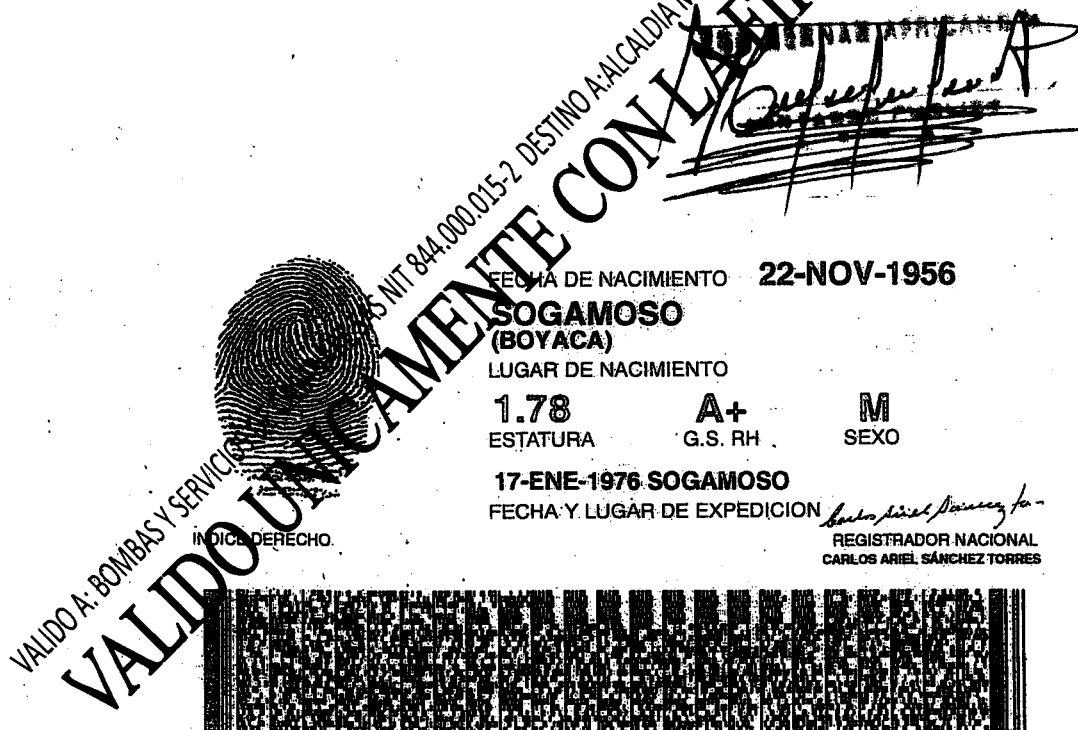 FECHA DE NACIMIENTO 22-NOV-1956
SOGAMOSO
(BOYACA)
LUGAR DE NACIMIENTO
1.78 A+ M
ESTATURA G.S. RH SEXO
17-ENE-1976 SOGAMOSO
FECHA Y LUGAR DE EXPEDICION
INDICE DERECHO
REGISTRADOR NACIONAL
CARLOS ARIEL SÁNCHEZ TORRES
VALIDO A: BOMBAS Y SERVICIOS NIT 844.000.015-2 DESTINO A:ALCALDIA
VALIDO UNICAMENTE CON LA